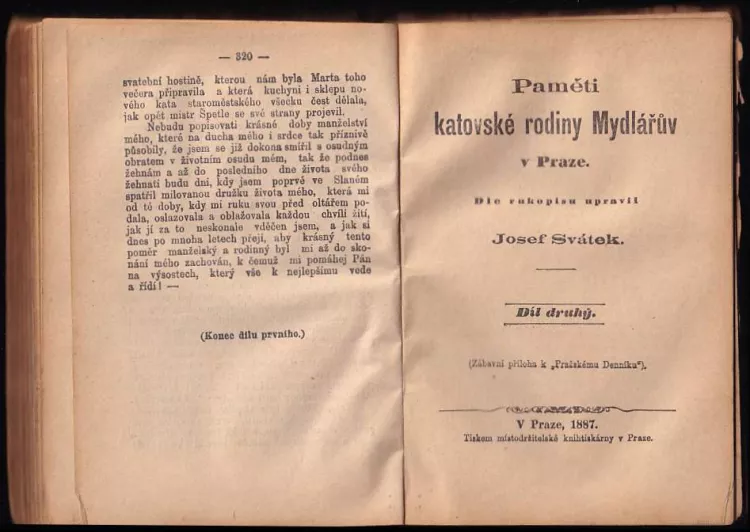 — 320 —
svatební hostině, kterou nám byla Marta toho
večera připravila a která kuchyni i sklepu no-
vého kata staroměstského všecku čest dělala,
jak opět mistr Špetle se své strany projevil.
Nebudu popisovati krásné doby manželství
mého, které na ducha mého i srdce tak příznivě
působily, že jsem se již dokona smířil s osudným
obratem v životním osudu mém, tak že podnes
žehnám a až do posledního dne života svého
žehnati budu dni, kdy jsem poprvé ve Slaném
spatřil milovanou družku života mého, která mi
od té doby, kdy mi ruku svou před oltářem po-
dala, oslazovala a oblažovala každou chvíli žití,
jak jí za to neskonale vděčen jsem, a jak si
dnes po mnoha letech přeji, aby krásný tento
poměr manželský a rodinný byl mi až do sko-
nání mého zachován, k čemuž mi pomáhej Pán
na výsostech, který vše k nejlepšímu vede
a řídí! —
(Konec dílu prvního.)
Paměti
katovské rodiny Mydlářův
v Praze.
Dle rukopisu upravil
Josef Svátek.
Díl druhý.
(Zábavní příloha k „Pražskému Denníku“).
V Praze, 1887.
Tiskem místodržitelské knihtiskárny v Praze.